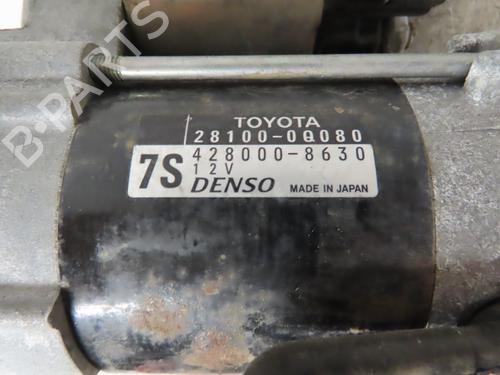 TOYOTA
28100-0Q080
7S 428000-8630
12V
DENSO MADE IN JAPAN
B-PARTS